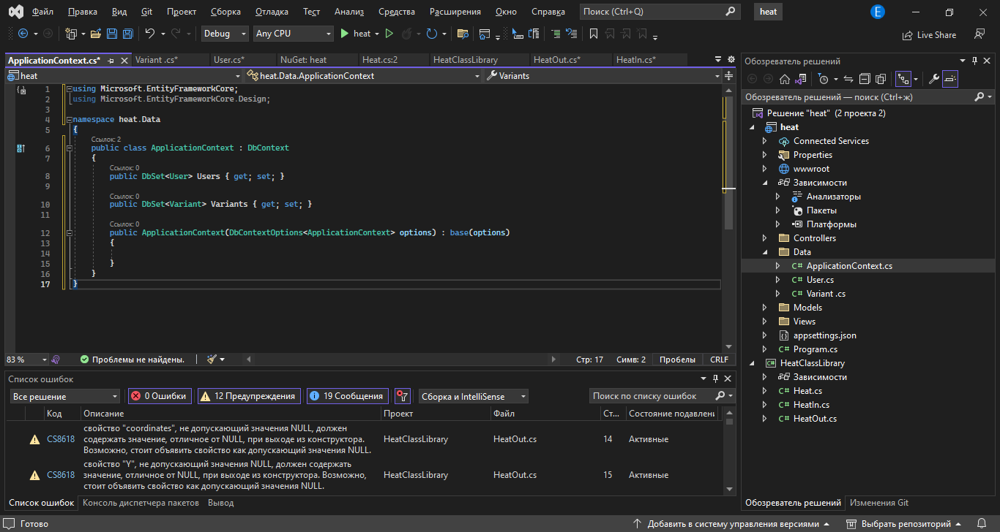 Файл Правка Вид Git Проект Сборка Отладка Тест Анализ Средства Расширения Окно Справка Поиск (Ctrl+Q) heat E
Debug Any CPU heat Live Share
ApplicationContext.cs* Variant .cs* User.cs* NuGet: heat Heat.cs:2 HeatClassLibrary HeatOut.cs* HeatIn.cs*
heat heat.Data.ApplicationContext Variants
1 using Microsoft.EntityFrameworkCore;
2 using Microsoft.EntityFrameworkCore.Design;
3
4 namespace heat.Data
5 {
Ссылок: 2
6 public class ApplicationContext : DbContext
7 {
Ссылок: 0
8 public DbSet<User> Users { get; set; }
9
Ссылок: 0
10 public DbSet<Variant> Variants { get; set; }
11
Ссылок: 0
12 public ApplicationContext(DbContextOptions<ApplicationContext> options) : base(options)
13 {
14
15 }
16 }
17 }
83 % Проблемы не найдены. Стр: 17 Симв: 2 Пробелы CRLF
Список ошибок
Все решение 0 Ошибки 12 Предупреждения 19 Сообщения Сборка и IntelliSense Поиск по списку ошибок
Код Описание Проект Файл Ст... Состояние подавлени
CS8618 свойство "coordinates", не допускающий значения NULL, должен
содержать значение, отличное от NULL, при выходе из конструктора.
Возможно, стоит объявить свойство как допускающий значения NULL.
HeatClassLibrary HeatOut.cs 14 Активные
CS8618 свойство "Y", не допускающий значения NULL, должен содержать
значение, отличное от NULL, при выходе из конструктора. Возможно,
стоит объявить свойство как допускающий значения NULL.
HeatClassLibrary HeatOut.cs 15 Активные
Список ошибок Консоль диспетчера пакетов Вывод
Обозреватель решений
Обозреватель решений — поиск (Ctrl+ж)
Решение "heat" (2 проекта 2)
heat
Connected Services
Properties
wwwroot
Зависимости
Анализаторы
Пакеты
Платформы
Controllers
Data
C# ApplicationContext.cs
C# User.cs
C# Variant .cs
Models
Views
appsettings.json
C# Program.cs
C# HeatClassLibrary
Зависимости
C# Heat.cs
C# HeatIn.cs
C# HeatOut.cs
Обозреватель решений Изменения Git
Готово Добавить в систему управления версиями Выбрать репозиторий